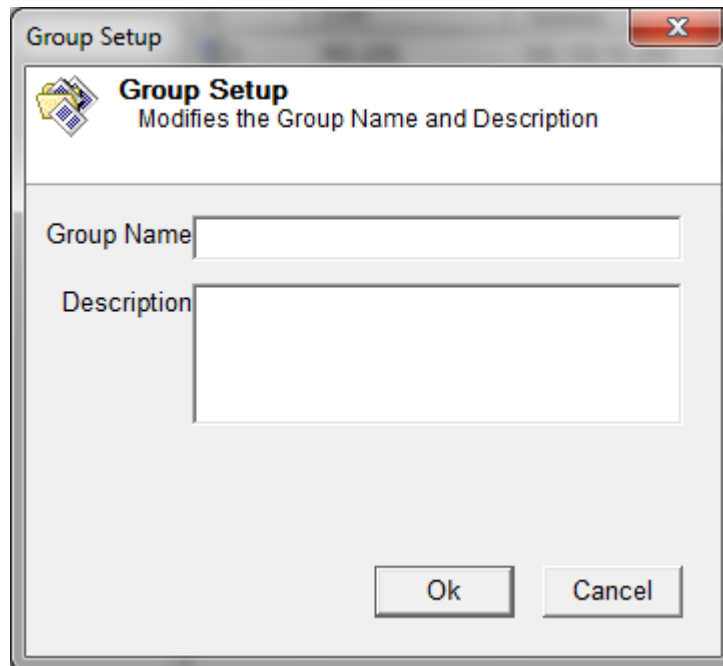 Group Setup
Group Setup
Modifies the Group Name and Description
Group Name
Description
Ok
Cancel